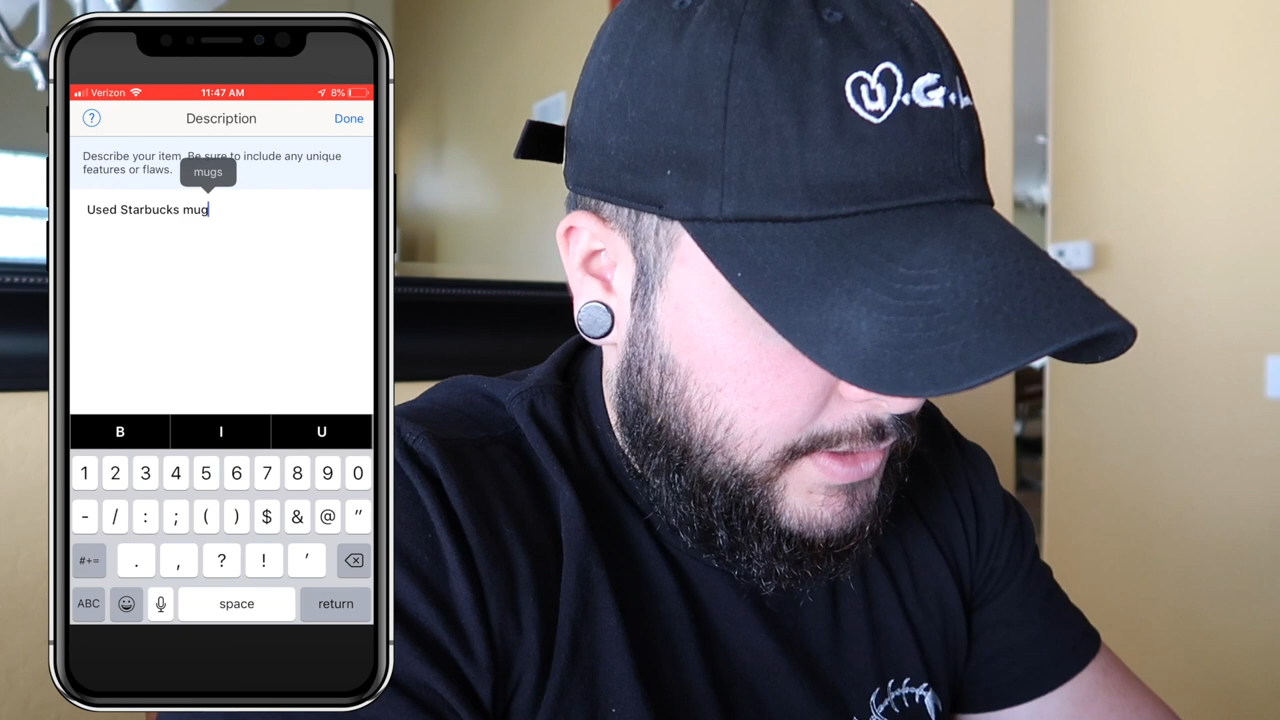 Verizon 11:47 AM 8%
? Description Done
Describe your item. Be sure to include any unique
features or flaws.
mugs
Used Starbucks mug
B I U
1 2 3 4 5 6 7 8 9 0
- / : ; ( ) $ & @ "
#+= . , ? ! '
ABC space return
u.G.L